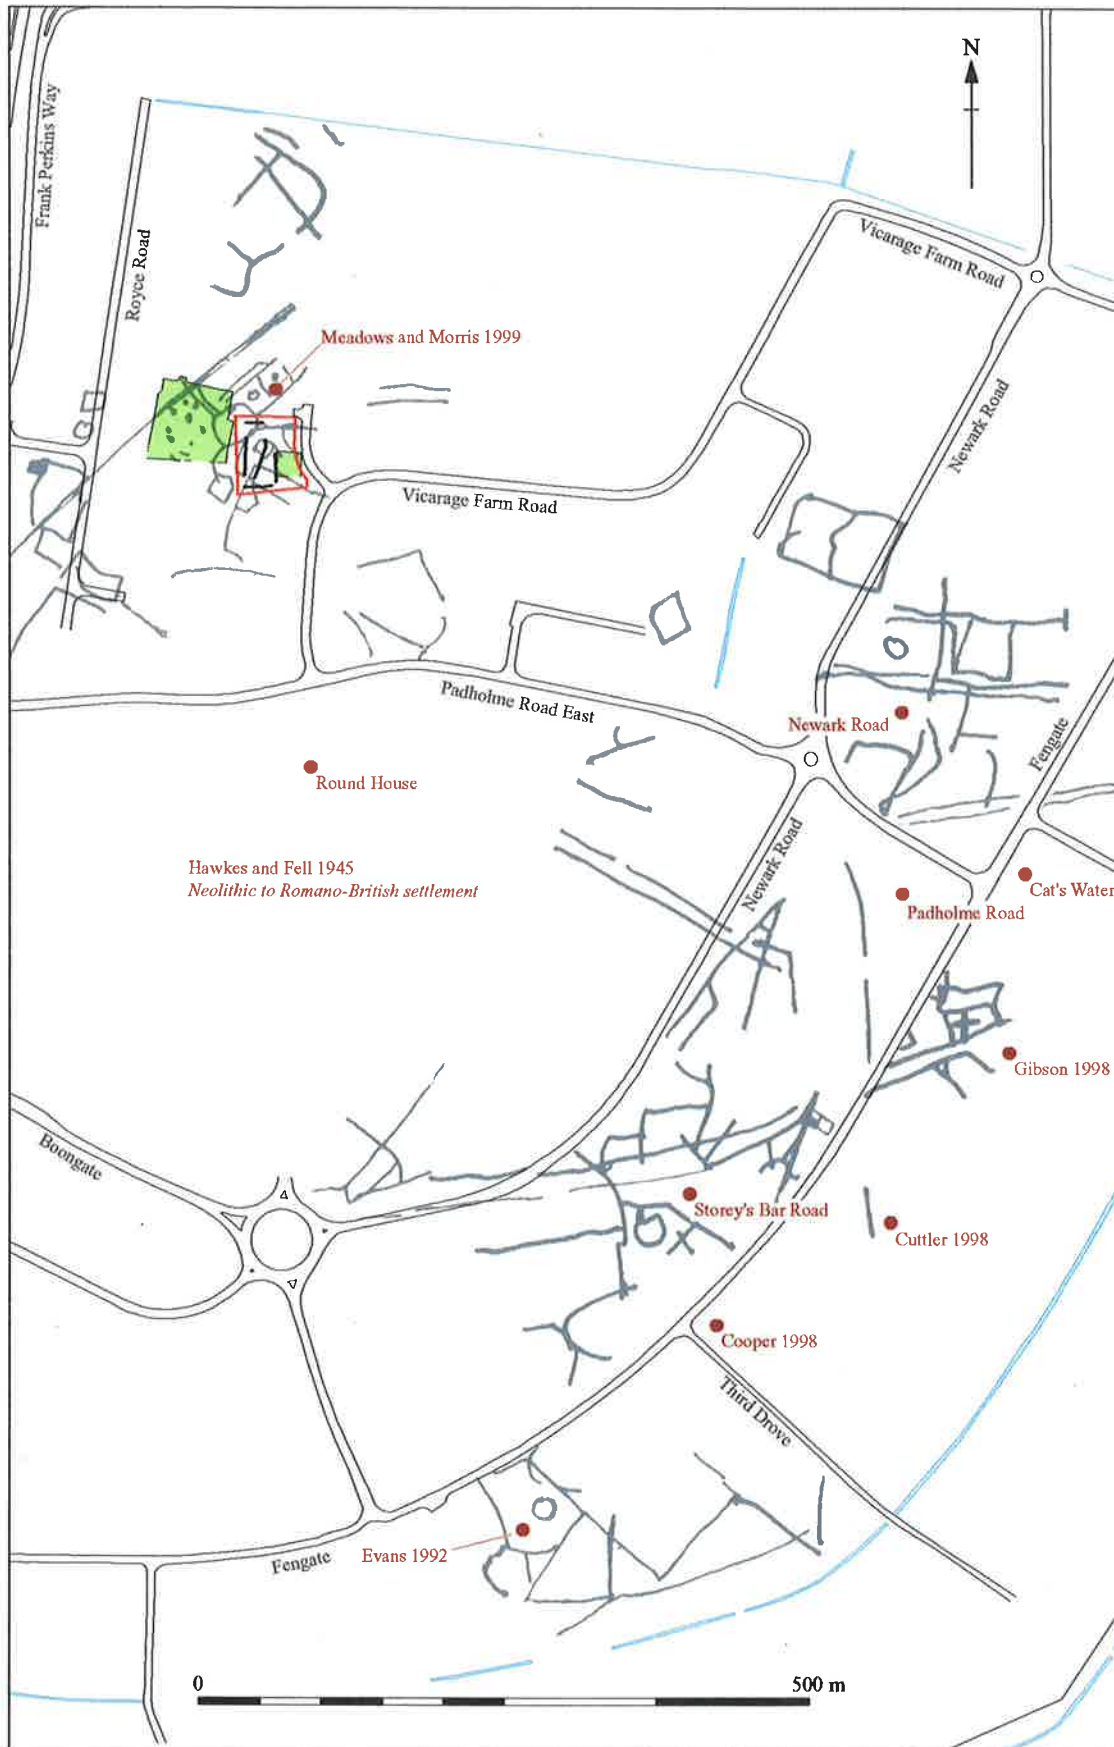 N
Frank Perkins Way
Royce Road
Vicarage Farm Road
Meadows and Morris 1999
Newark Road
Vicarage Farm Road
Padholme Road East
Newark Road
Fengate
Round House
Hawkes and Fell 1945
Neolithic to Romano-British settlement
Newark Road
Cat's Water
Padholme Road
Gibson 1998
Boongate
Storey's Bar Road
Cuttler 1998
Cooper 1998
Third Drove
Evans 1992
Fengate
0 500 m